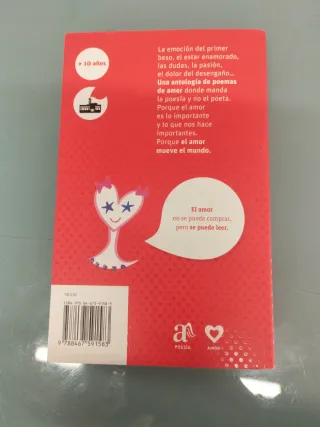 + 10 años
La emoción del primer
beso, el estar enamorado,
las dudas, la pasión,
el dolor del desengaño...
Una antología de poemas
de amor donde manda
la poesía y no el poeta.
Porque el amor
es lo importante
y lo que nos hace
importantes.
Porque el amor
mueve el mundo.
El amor
no se puede comprar,
pero se puede leer.
9 788467 591583
POESÍA